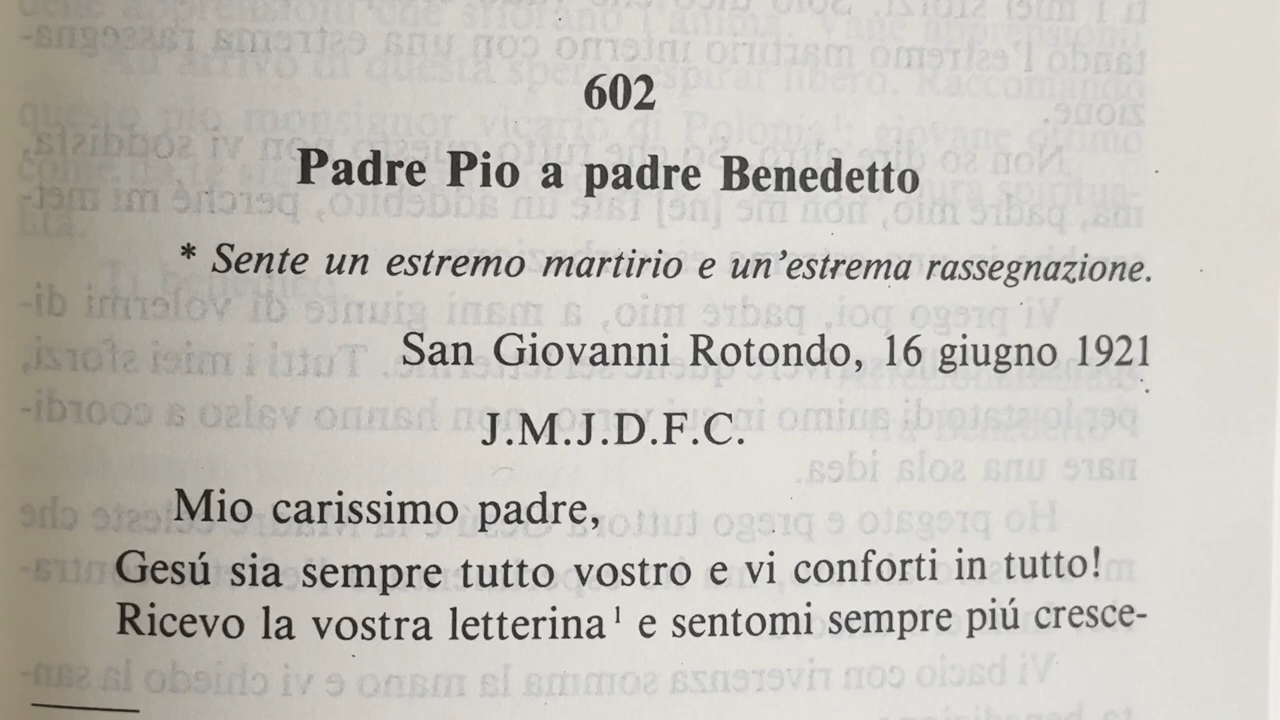 602
Padre Pio a padre Benedetto
* Sente un estremo martirio e un'estrema rassegnazione.
San Giovanni Rotondo, 16 giugno 1921
J.M.J.D.F.C.
Mio carissimo padre,
Gesú sia sempre tutto vostro e vi conforti in tutto!
Ricevo la vostra letterina¹ e sentomi sempre piú cresce-